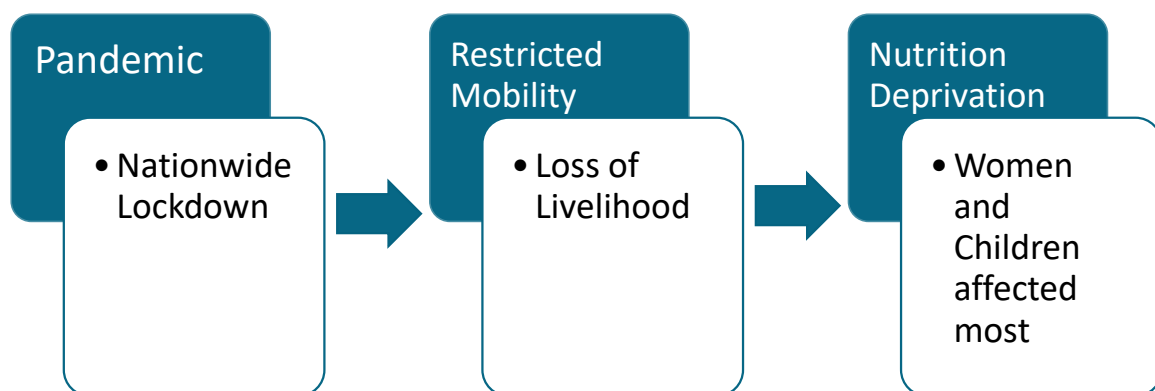 Pandemic
• Nationwide
Lockdown
Restricted
Mobility
• Loss of
Livelihood
Nutrition
Deprivation
• Women
and
Children
affected
most